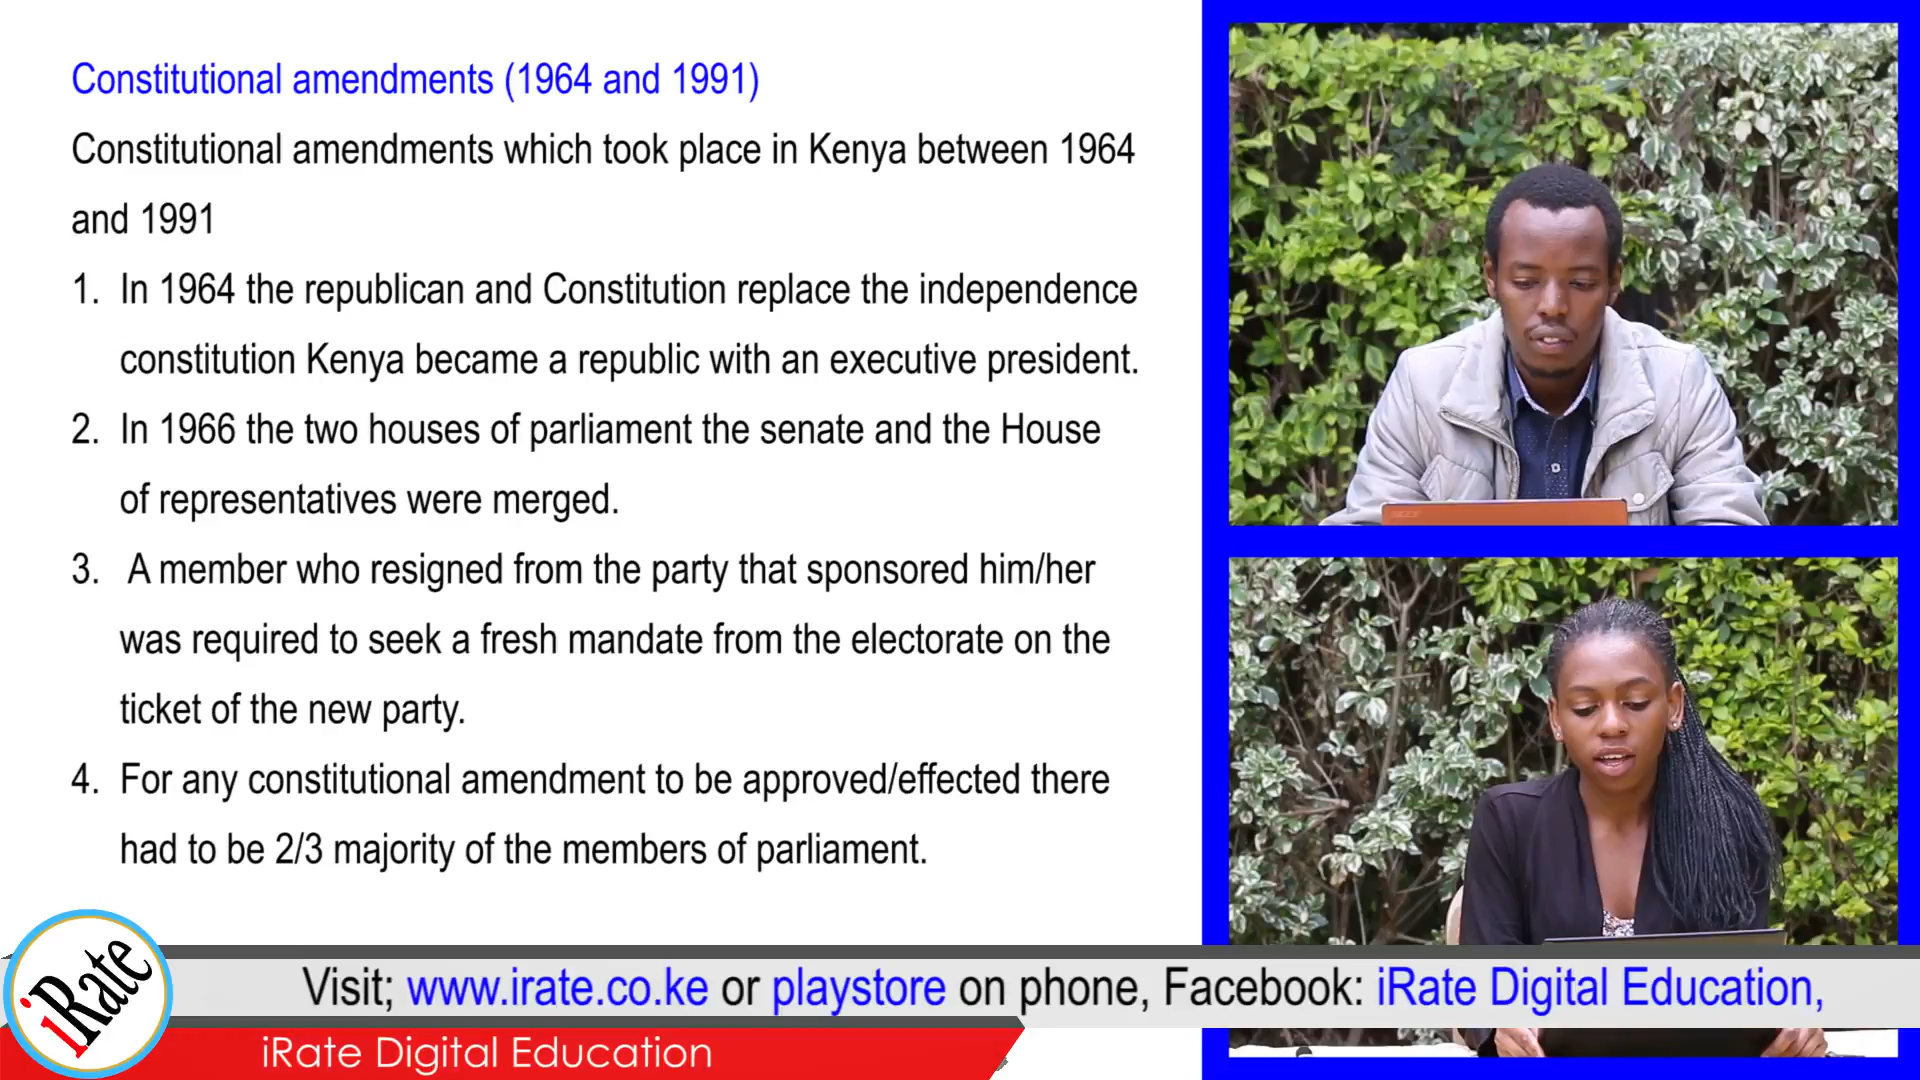 Constitutional amendments (1964 and 1991)
Constitutional amendments which took place in Kenya between 1964
and 1991
1. In 1964 the republican and Constitution replace the independence
constitution Kenya became a republic with an executive president.
2. In 1966 the two houses of parliament the senate and the House
of representatives were merged.
3. A member who resigned from the party that sponsored him/her
was required to seek a fresh mandate from the electorate on the
ticket of the new party.
4. For any constitutional amendment to be approved/effected there
had to be 2/3 majority of the members of parliament.
acer
iRate
Visit; www.irate.co.ke or playstore on phone, Facebook: iRate Digital Education,
iRate Digital Education